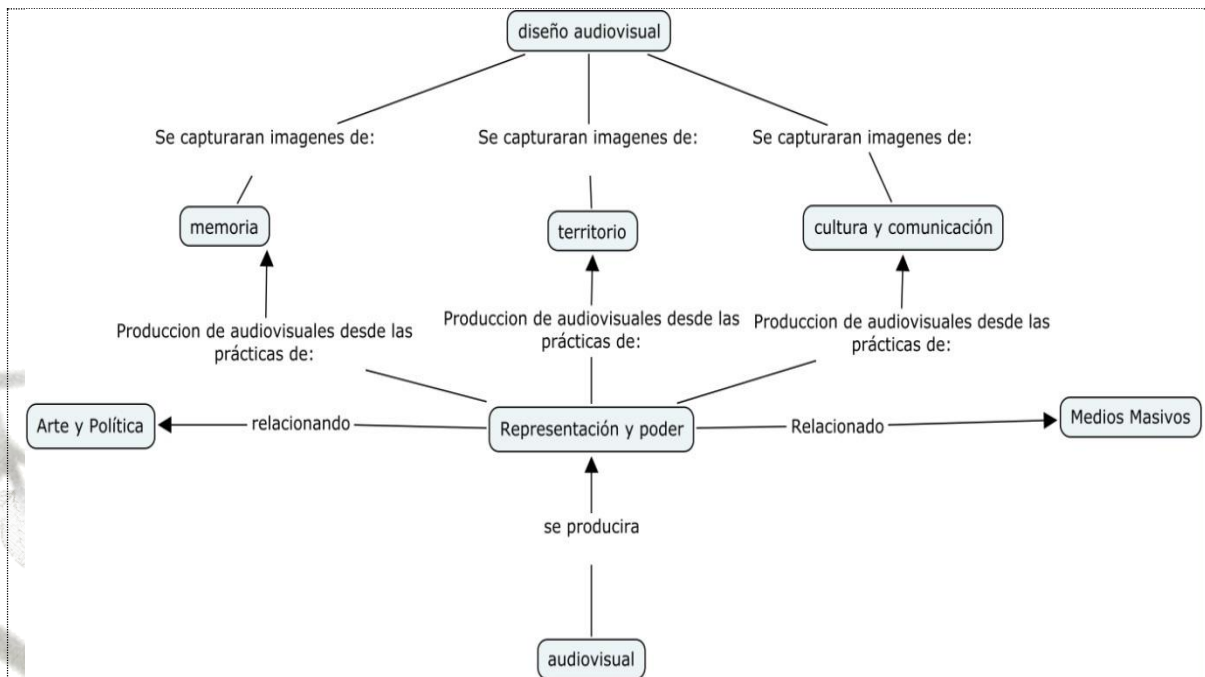 diseño audiovisual
Se capturaran imagenes de:
Se capturaran imagenes de:
Se capturaran imagenes de:
memoria
territorio
cultura y comunicación
Produccion de audiovisuales desde las
prácticas de:
Produccion de audiovisuales desde las
prácticas de:
Produccion de audiovisuales desde las
prácticas de:
Arte y Política
relacionando
Representación y poder
Relacionado
Medios Masivos
se producira
audiovisual